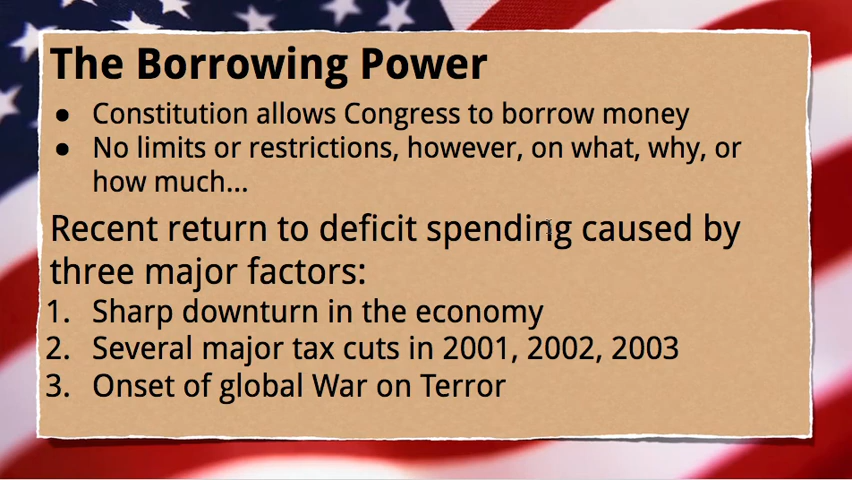 The Borrowing Power
● Constitution allows Congress to borrow money
● No limits or restrictions, however, on what, why, or
how much...
Recent return to deficit spending caused by
three major factors:
1. Sharp downturn in the economy
2. Several major tax cuts in 2001, 2002, 2003
3. Onset of global War on Terror